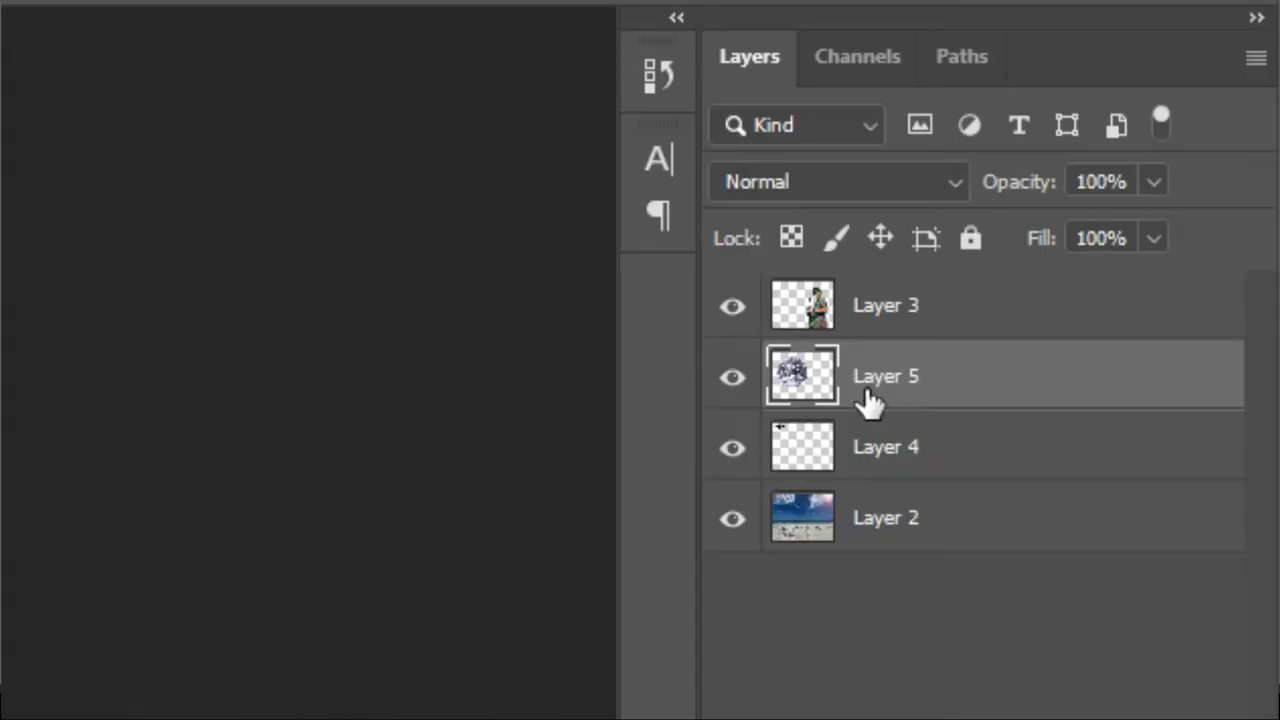 Layers Channels Paths
Kind
Normal Opacity: 100%
Lock: Fill: 100%
Layer 3
Layer 5
Layer 4
Layer 2